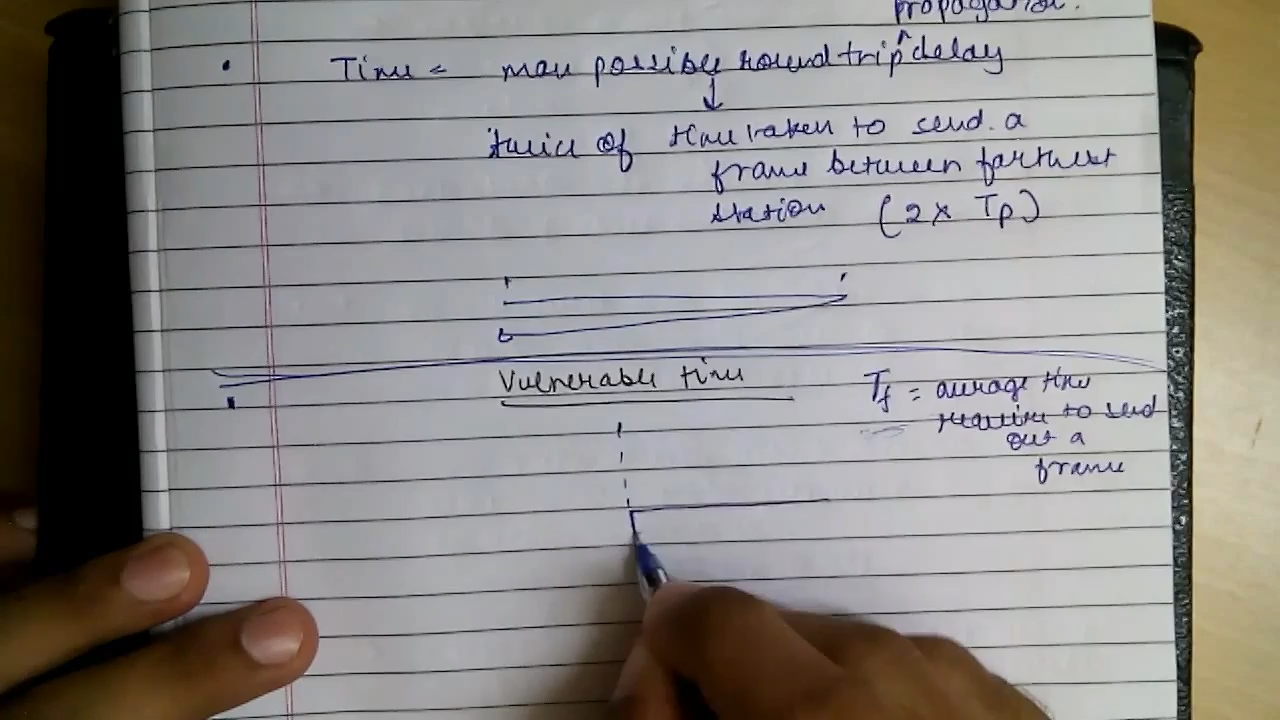 propagation.
Time = max possible round trip ^ delay
↓
twice of time taken to send a
frame between farthest
station (2 x Tp)
Vulnerable time
Tf = average time
require to send
out a
frame